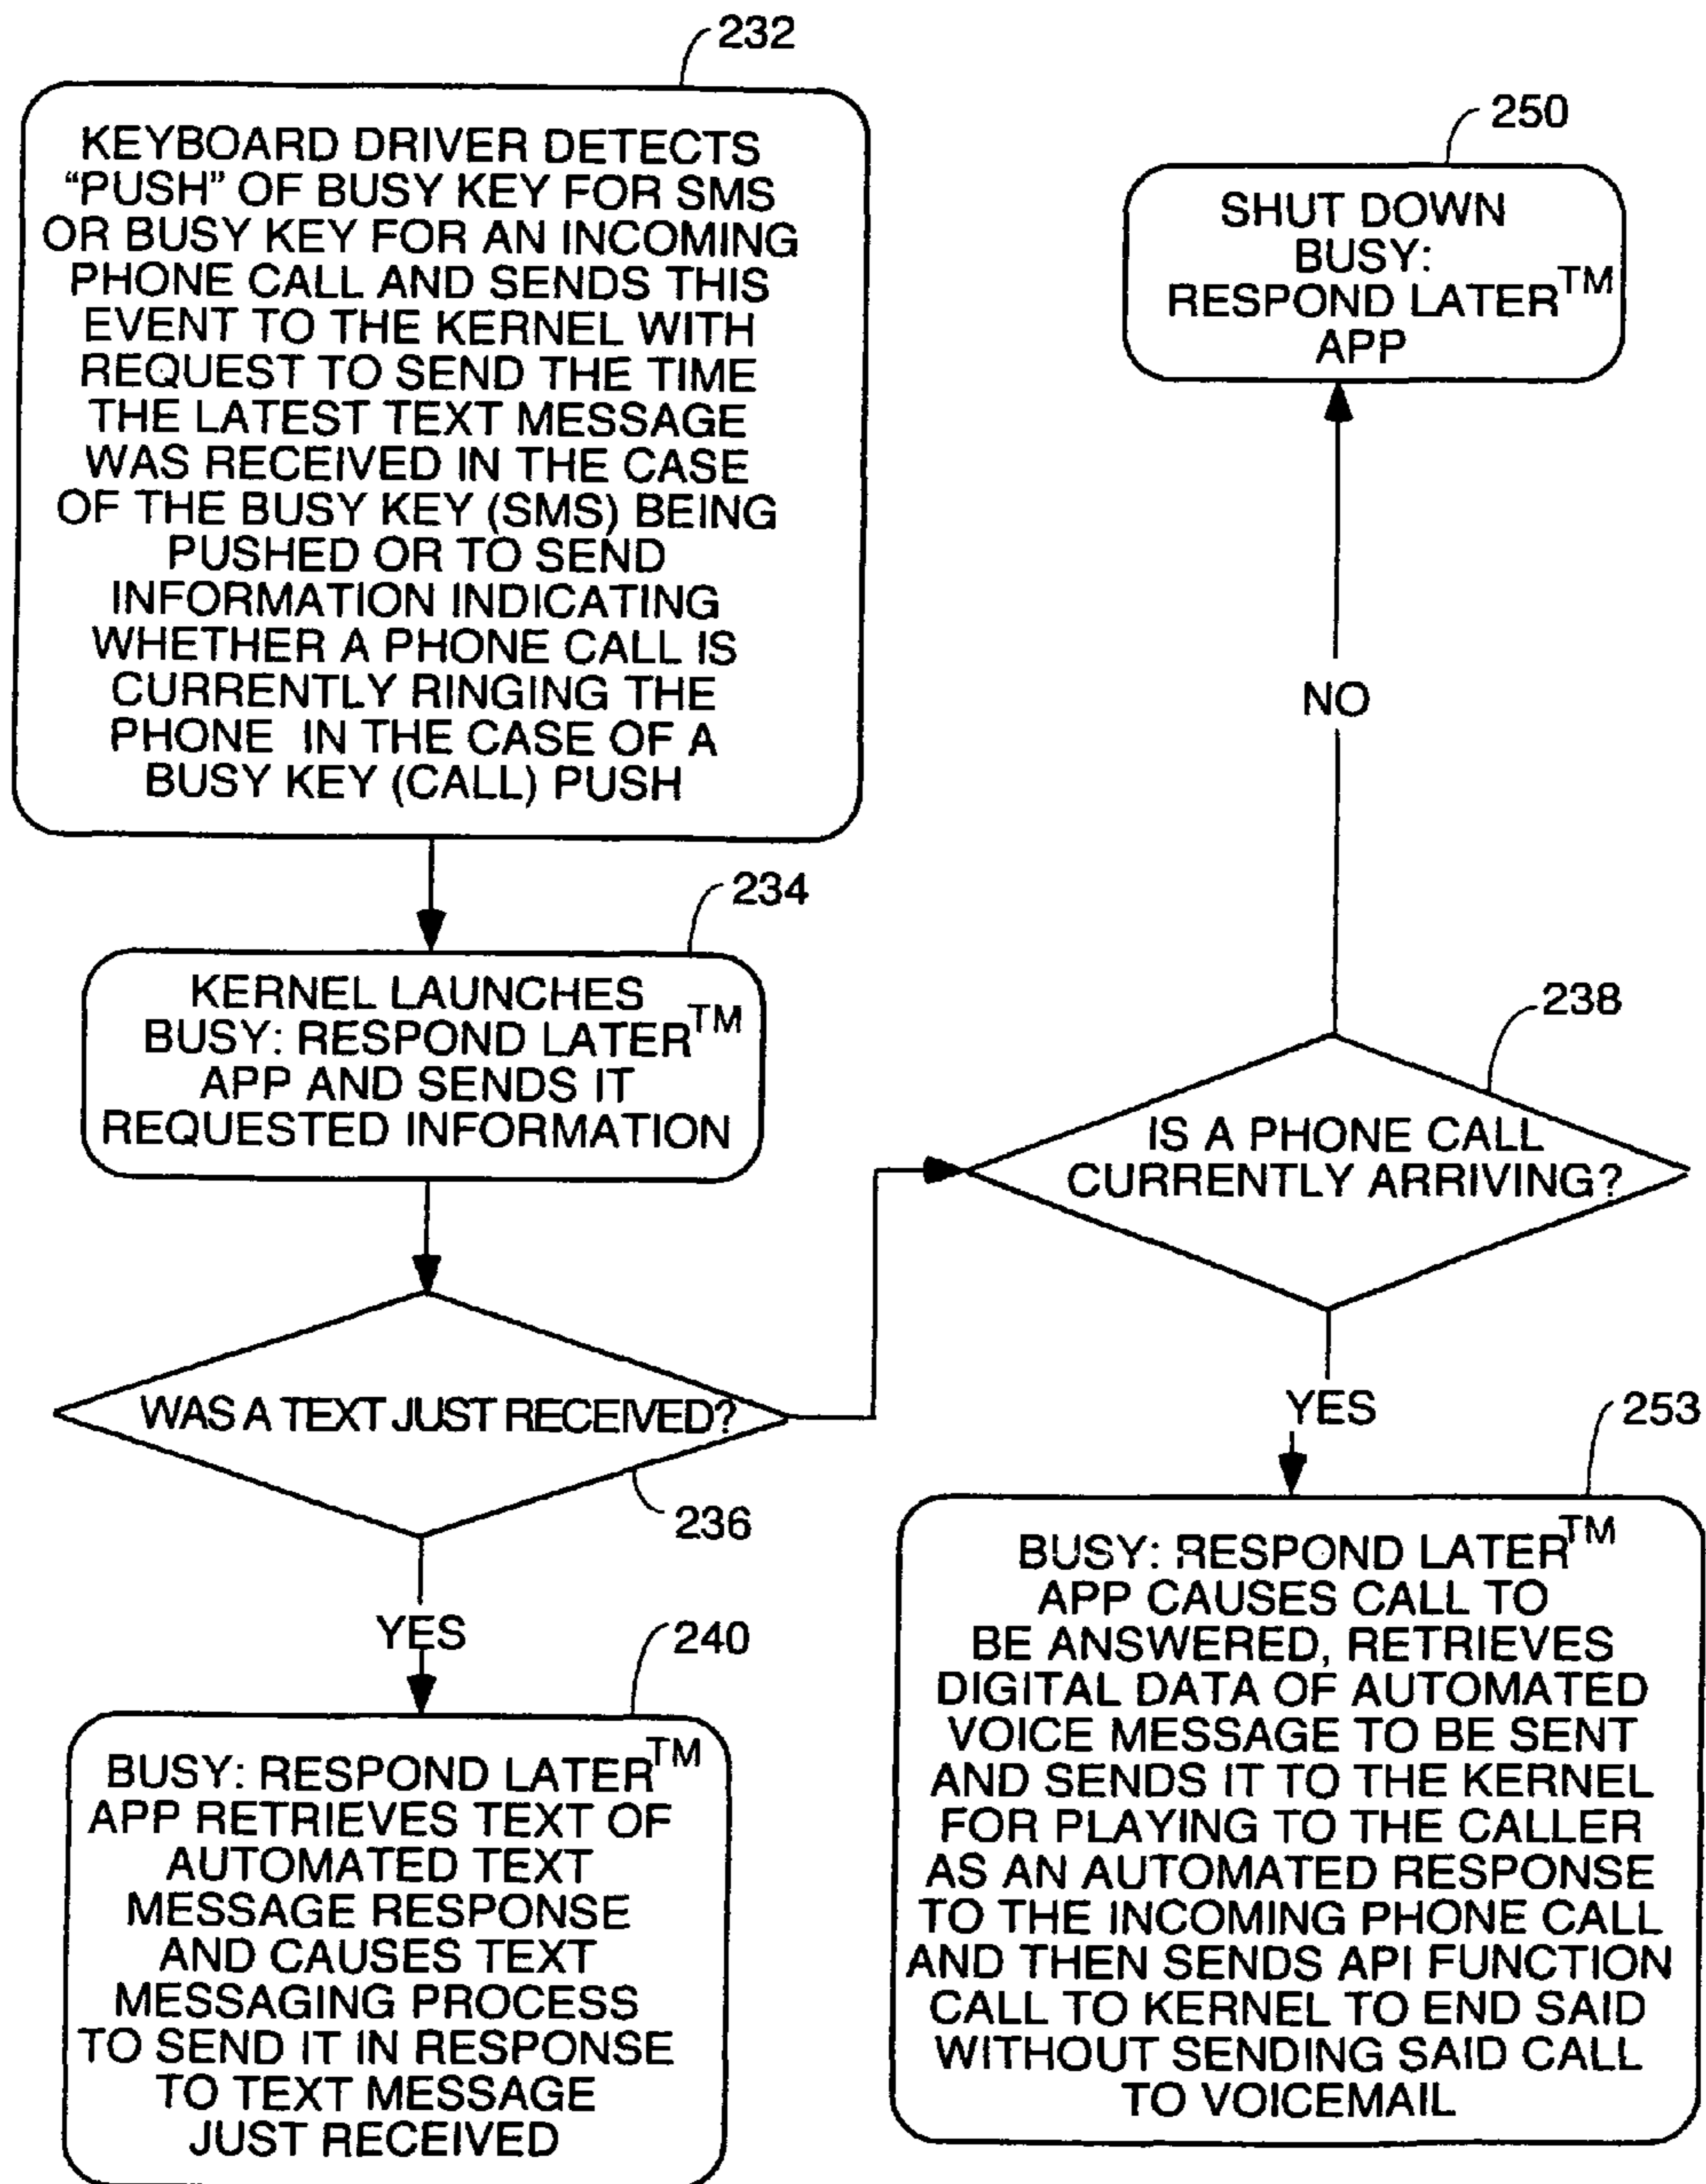 232
KEYBOARD DRIVER DETECTS
“PUSH” OF BUSY KEY FOR SMS
OR BUSY KEY FOR AN INCOMING
PHONE CALL AND SENDS THIS
EVENT TO THE KERNEL WITH
REQUEST TO SEND THE TIME
THE LATEST TEXT MESSAGE
WAS RECEIVED IN THE CASE
OF THE BUSY KEY (SMS) BEING
PUSHED OR TO SEND
INFORMATION INDICATING
WHETHER A PHONE CALL IS
CURRENTLY RINGING THE
PHONE IN THE CASE OF A
BUSY KEY (CALL) PUSH
234
KERNEL LAUNCHES
BUSY: RESPOND LATER™
APP AND SENDS IT
REQUESTED INFORMATION
WAS A TEXT JUST RECEIVED?
236
YES
240
BUSY: RESPOND LATER™
APP RETRIEVES TEXT OF
AUTOMATED TEXT
MESSAGE RESPONSE
AND CAUSES TEXT
MESSAGING PROCESS
TO SEND IT IN RESPONSE
TO TEXT MESSAGE
JUST RECEIVED
250
SHUT DOWN
BUSY:
RESPOND LATER™
APP
NO
238
IS A PHONE CALL
CURRENTLY ARRIVING?
YES
253
BUSY: RESPOND LATER™
APP CAUSES CALL TO
BE ANSWERED, RETRIEVES
DIGITAL DATA OF AUTOMATED
VOICE MESSAGE TO BE SENT
AND SENDS IT TO THE KERNEL
FOR PLAYING TO THE CALLER
AS AN AUTOMATED RESPONSE
TO THE INCOMING PHONE CALL
AND THEN SENDS API FUNCTION
CALL TO KERNEL TO END SAID
WITHOUT SENDING SAID CALL
TO VOICEMAIL